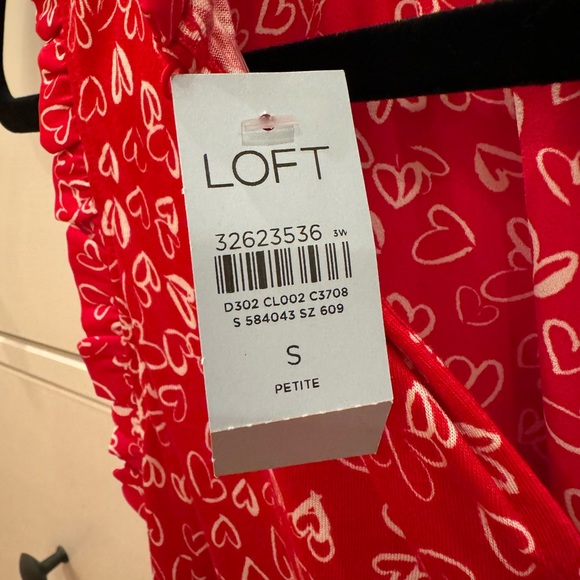 LOFT
32623536 3W
D302 CL002 C3708
S 584043 SZ 609
S
PETITE